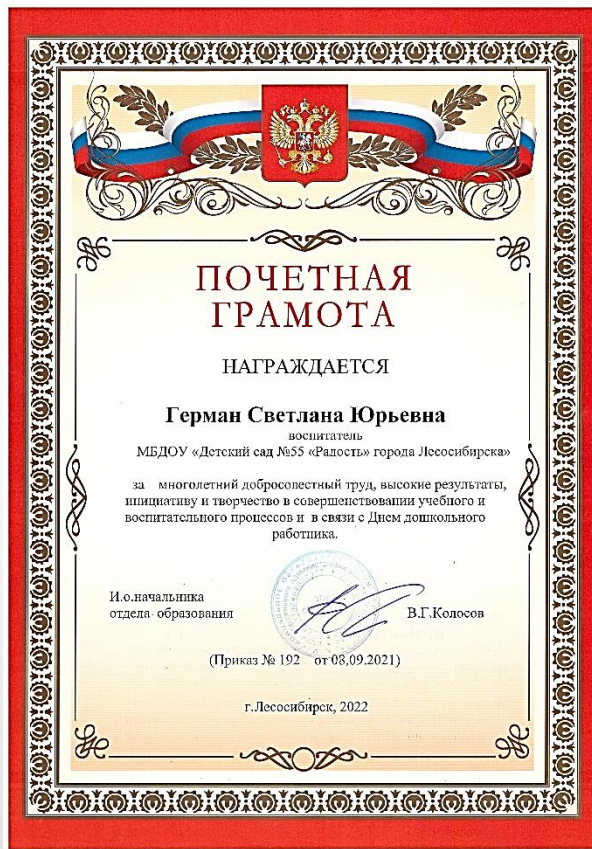 ПОЧЕТНАЯ
ГРАМОТА
НАГРАЖДАЕТСЯ
Герман Светлана Юрьевна
воспитатель
МБДОУ «Детский сад №55 «Радость» города Лесосибирска»
за многолетний добросовестный труд, высокие результаты,
инициативу и творчество в совершенствовании учебного и
воспитательного процессов и в связи с Днем дошкольного
работника.
И.о.начальника
отдела образования
В.Г.Колосов
(Приказ № 192 от 08.09.2021)
г.Лесосибирск, 2022